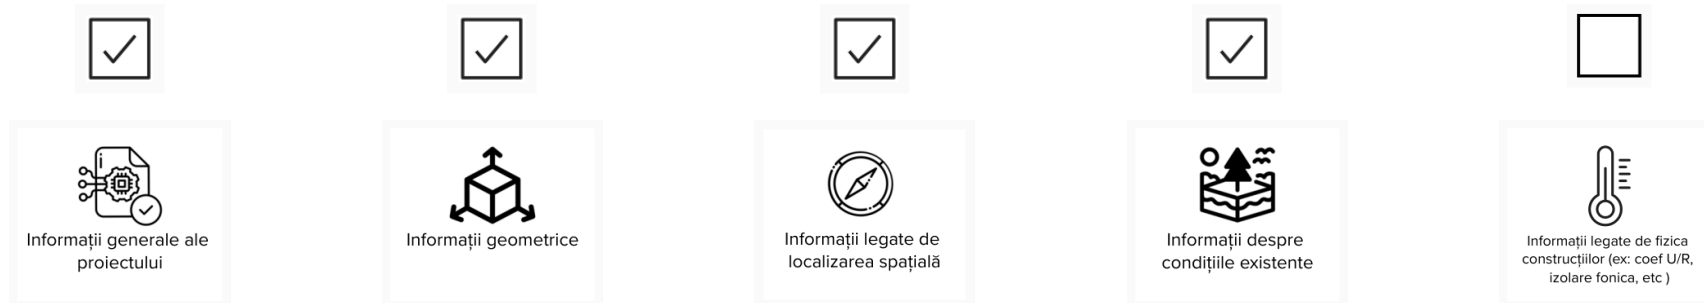 Informații generale ale
proiectului
Informații geometrice
Informații legate de
localizarea spațială
Informații despre
condițiile existente
Informații legate de fizica
construcțiilor (ex: coef U/R,
izolare fonica, etc )